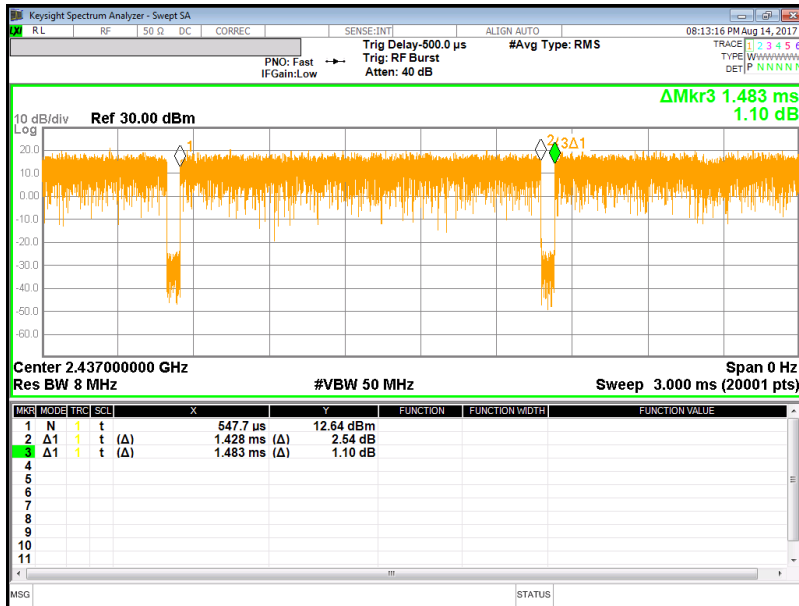 Keysight Spectrum Analyzer - Swept SA
LXI RL RF 50 Ω DC CORREC SENSE:INT ALIGN AUTO 08:13:16 PM Aug 14, 2017
Trig Delay-500.0 µs #Avg Type: RMS TRACE 1 2 3 4 5 6
PNO: Fast Trig: RF Burst TYPE WWWWWW
IFGain:Low Atten: 40 dB DET P N N N N N
ΔMkr3 1.483 ms
1.10 dB
10 dB/div Ref 30.00 dBm
Log
20.0
10.0
0.00
-10.0
-20.0
-30.0
-40.0
-50.0
-60.0
1
2 3Δ1
Center 2.437000000 GHz Span 0 Hz
Res BW 8 MHz #VBW 50 MHz Sweep 3.000 ms (20001 pts)
MKR MODE TRC SCL X Y FUNCTION FUNCTION WIDTH FUNCTION VALUE
1 N 1 t 547.7 µs 12.64 dBm
2 Δ1 1 t (Δ) 1.428 ms (Δ) 2.54 dB
3 Δ1 1 t (Δ) 1.483 ms (Δ) 1.10 dB
4
5
6
7
8
9
10
11
MSG STATUS